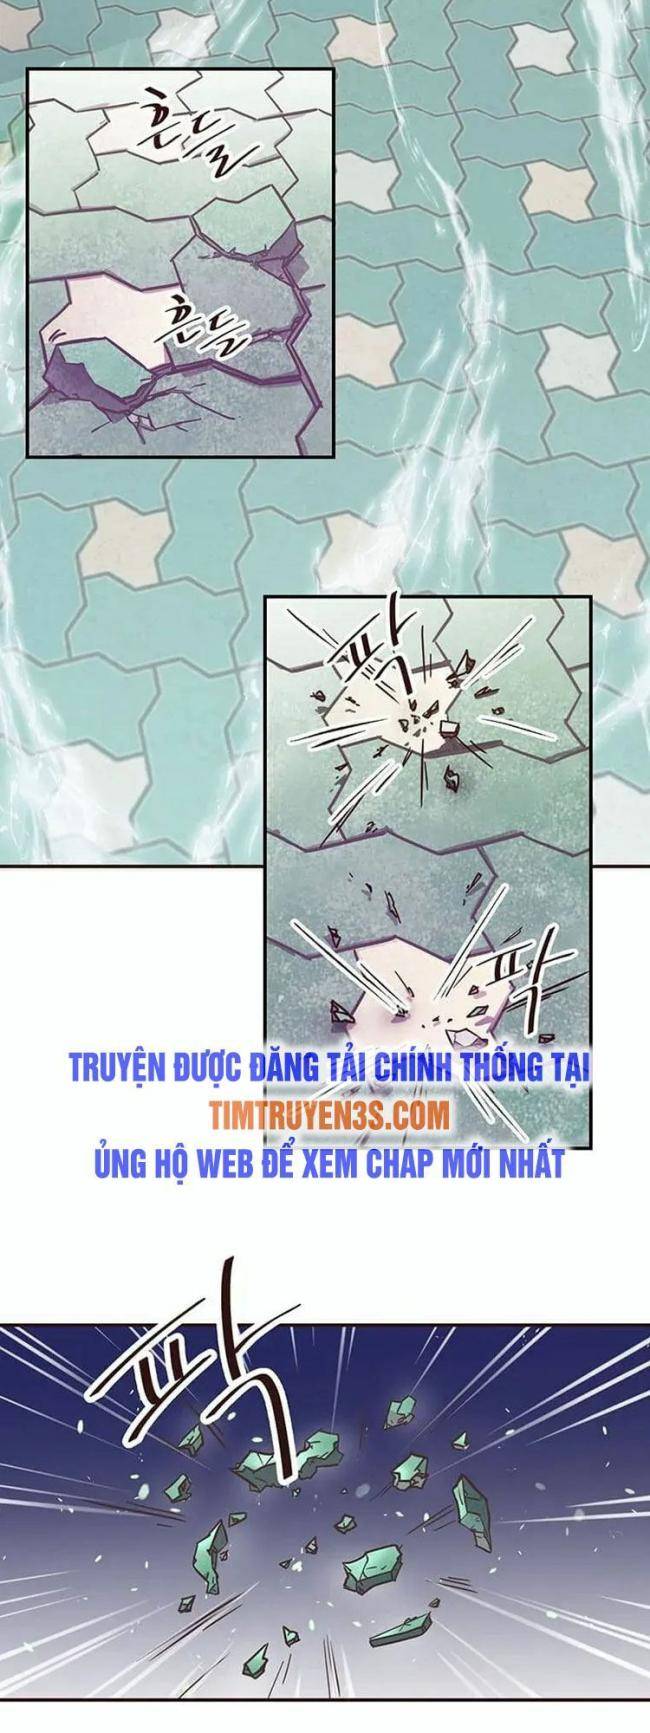 흔들
흔들
팍
팍
TRUYỆN ĐƯỢC ĐĂNG TẢI CHÍNH THỐNG TẠI
TIMTRUYEN3S.COM
ỦNG HỘ WEB ĐỂ XEM CHAP MỚI NHẤT
팍